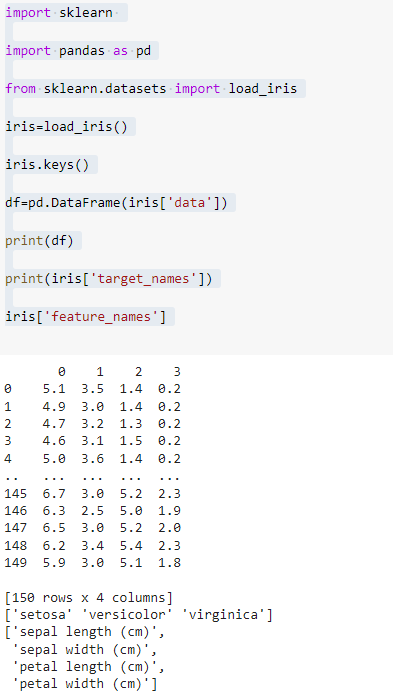 import sklearn
import pandas as pd
from sklearn.datasets import load_iris
iris=load_iris()
iris.keys()
df=pd.DataFrame(iris['data'])
print(df)
print(iris['target_names'])
iris['feature_names']
0 1 2 3
0 5.1 3.5 1.4 0.2
1 4.9 3.0 1.4 0.2
2 4.7 3.2 1.3 0.2
3 4.6 3.1 1.5 0.2
4 5.0 3.6 1.4 0.2
.. ... ... ... ...
145 6.7 3.0 5.2 2.3
146 6.3 2.5 5.0 1.9
147 6.5 3.0 5.2 2.0
148 6.2 3.4 5.4 2.3
149 5.9 3.0 5.1 1.8
[150 rows x 4 columns]
['setosa' 'versicolor' 'virginica']
['sepal length (cm)',
'sepal width (cm)',
'petal length (cm)',
'petal width (cm)']